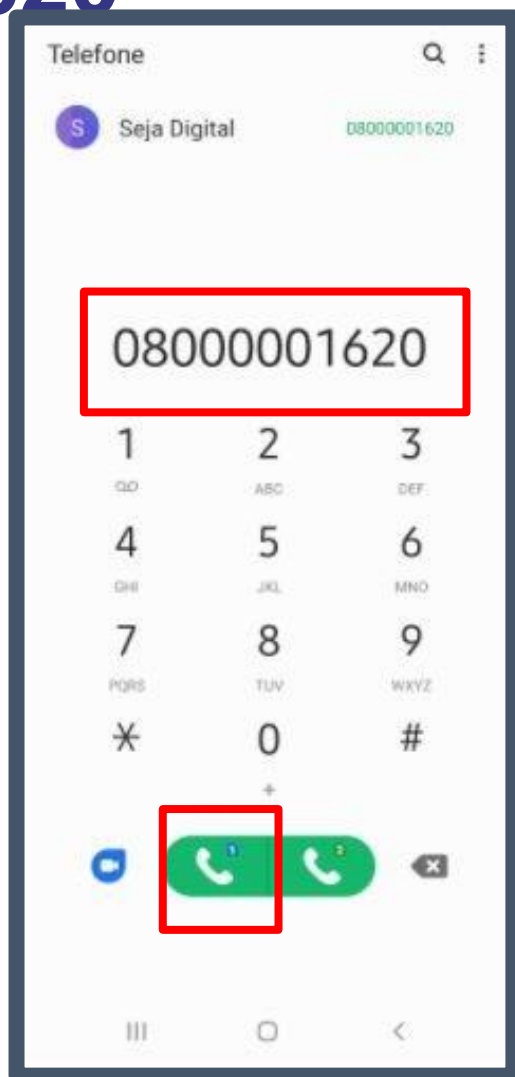 Telefone
S Seja Digital 08000001620
08000001620
1 2 3
ABC DEF
4 5 6
GHI JKL MNO
7 8 9
PQRS TUV WXYZ
* 0 #
+
1 2